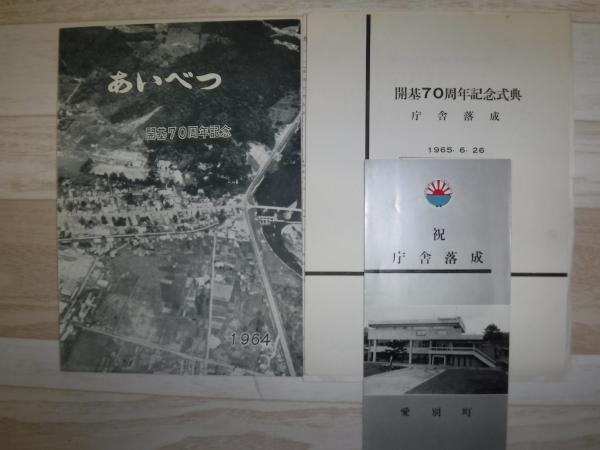 あいべつ
開基70周年記念
1964
開基70周年記念式典
庁舎落成
1965.6.26
祝
庁舎落成
愛別町